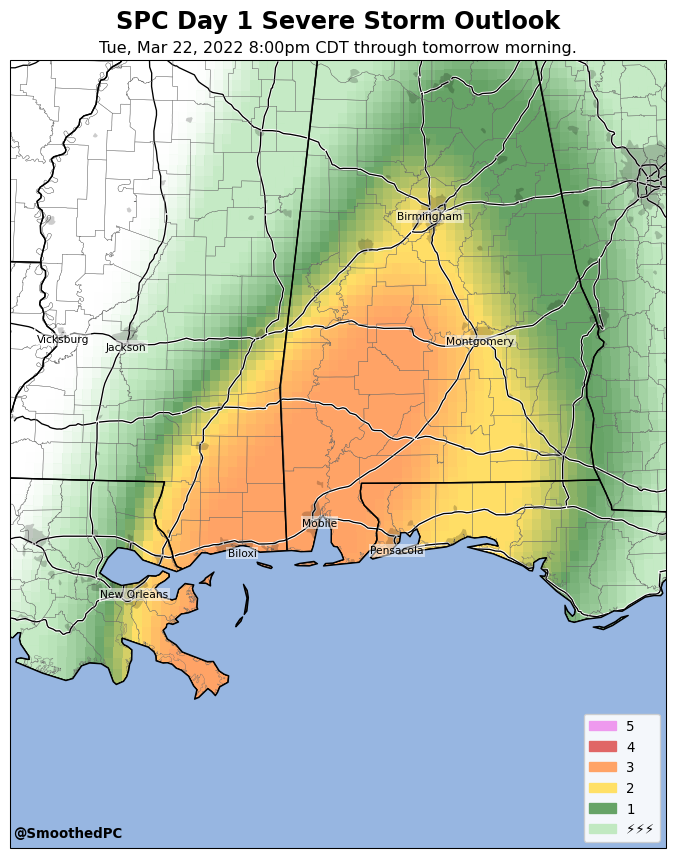 SPC Day 1 Severe Storm Outlook
Tue, Mar 22, 2022 8:00pm CDT through tomorrow morning.
Birmingham
Vicksburg
Jackson
Montgomery
Mobile
Biloxi
Pensacola
New Orleans
5
4
3
2
1
⚡⚡⚡
@SmoothedPC